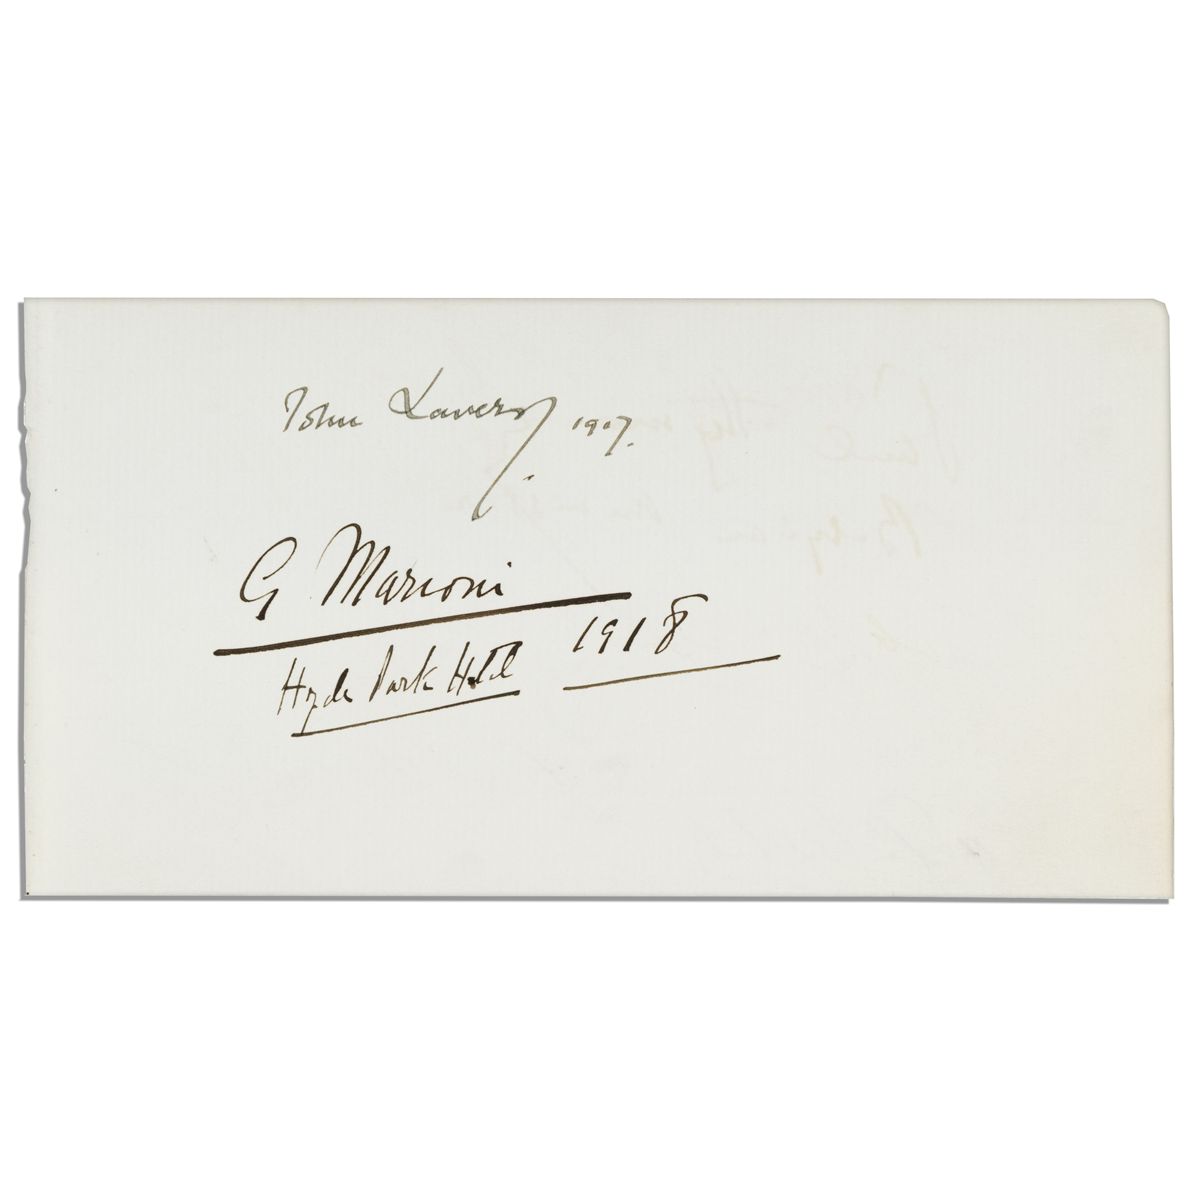 John Lavery 1907.
G Marconi
Hyde Park Hotel 1918